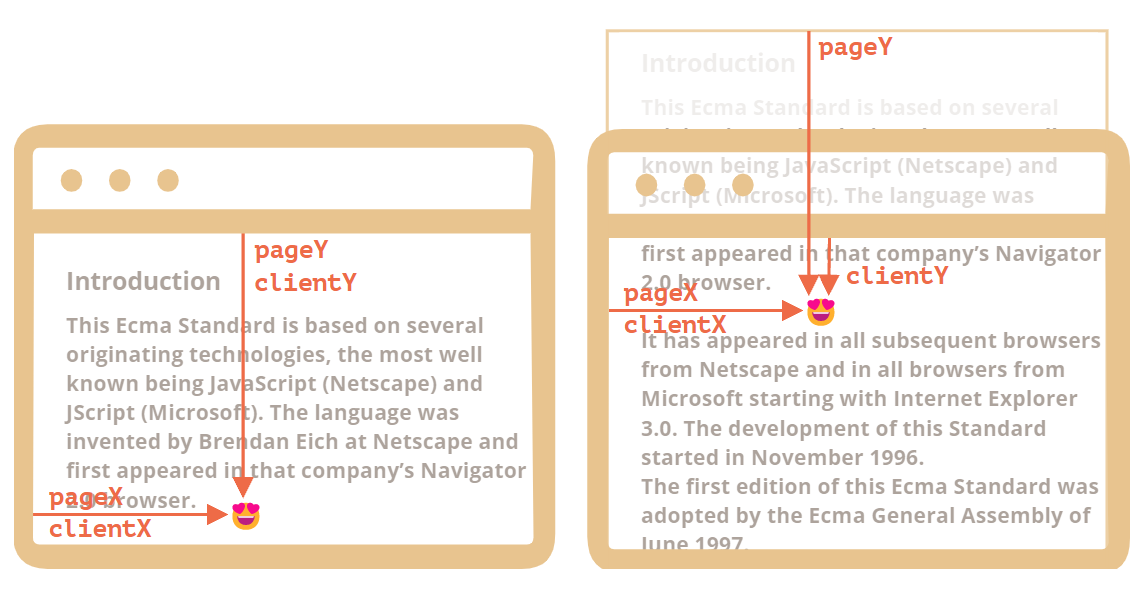 pageY
clientY
Introduction
This Ecma Standard is based on several
originating technologies, the most well
known being JavaScript (Netscape) and
JScript (Microsoft). The language was
invented by Brendan Eich at Netscape and
first appeared in that company’s Navigator
2.0 browser.
pageX
clientX
pageY
Introduction
This Ecma Standard is based on several
known being JavaScript (Netscape) and
JScript (Microsoft). The language was
first appeared in that company’s Navigator
2.0 browser.
clientY
pageX
clientX
It has appeared in all subsequent browsers
from Netscape and in all browsers from
Microsoft starting with Internet Explorer
3.0. The development of this Standard
started in November 1996.
The first edition of this Ecma Standard was
adopted by the Ecma General Assembly of
June 1997.